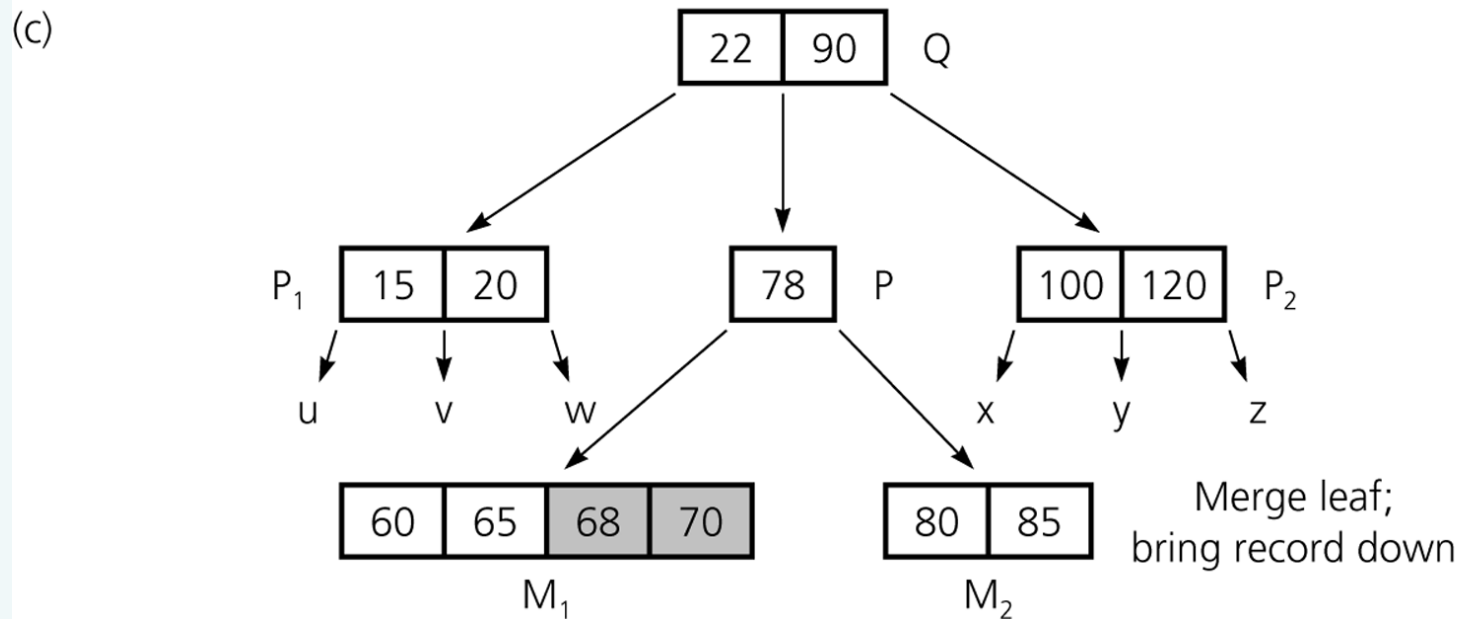 (c)
22 90 Q
P₁ 15 20 78 P 100 120 P₂
u v w x y z
60 65 68 70 80 85
Merge leaf;
bring record down
M₁ M₂